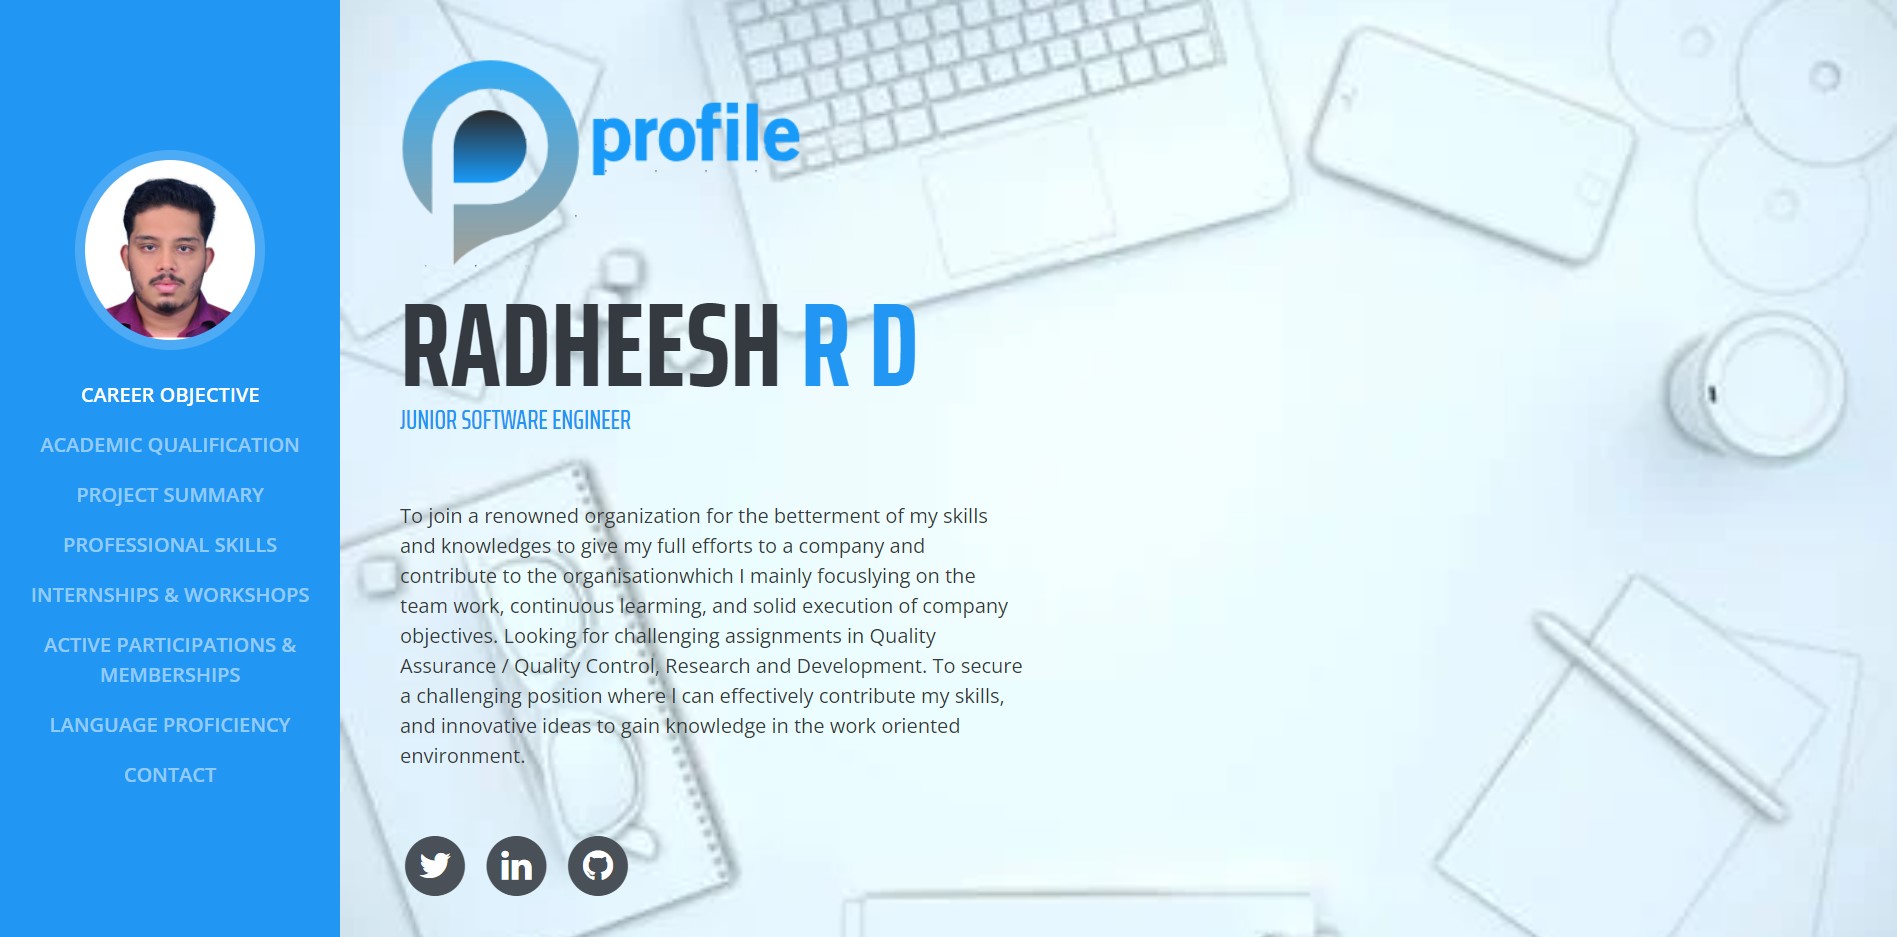 CAREER OBJECTIVE
ACADEMIC QUALIFICATION
PROJECT SUMMARY
PROFESSIONAL SKILLS
INTERNSHIPS & WORKSHOPS
ACTIVE PARTICIPATIONS &
MEMBERSHIPS
LANGUAGE PROFICIENCY
CONTACT
profile
RADHEESH R D
JUNIOR SOFTWARE ENGINEER
To join a renowned organization for the betterment of my skills
and knowledges to give my full efforts to a company and
contribute to the organisationwhich I mainly focuslying on the
team work, continuous learming, and solid execution of company
objectives. Looking for challenging assignments in Quality
Assurance / Quality Control, Research and Development. To secure
a challenging position where l can effectively contribute my skills,
and innovative ideas to gain knowledge in the work oriented
environment.
in